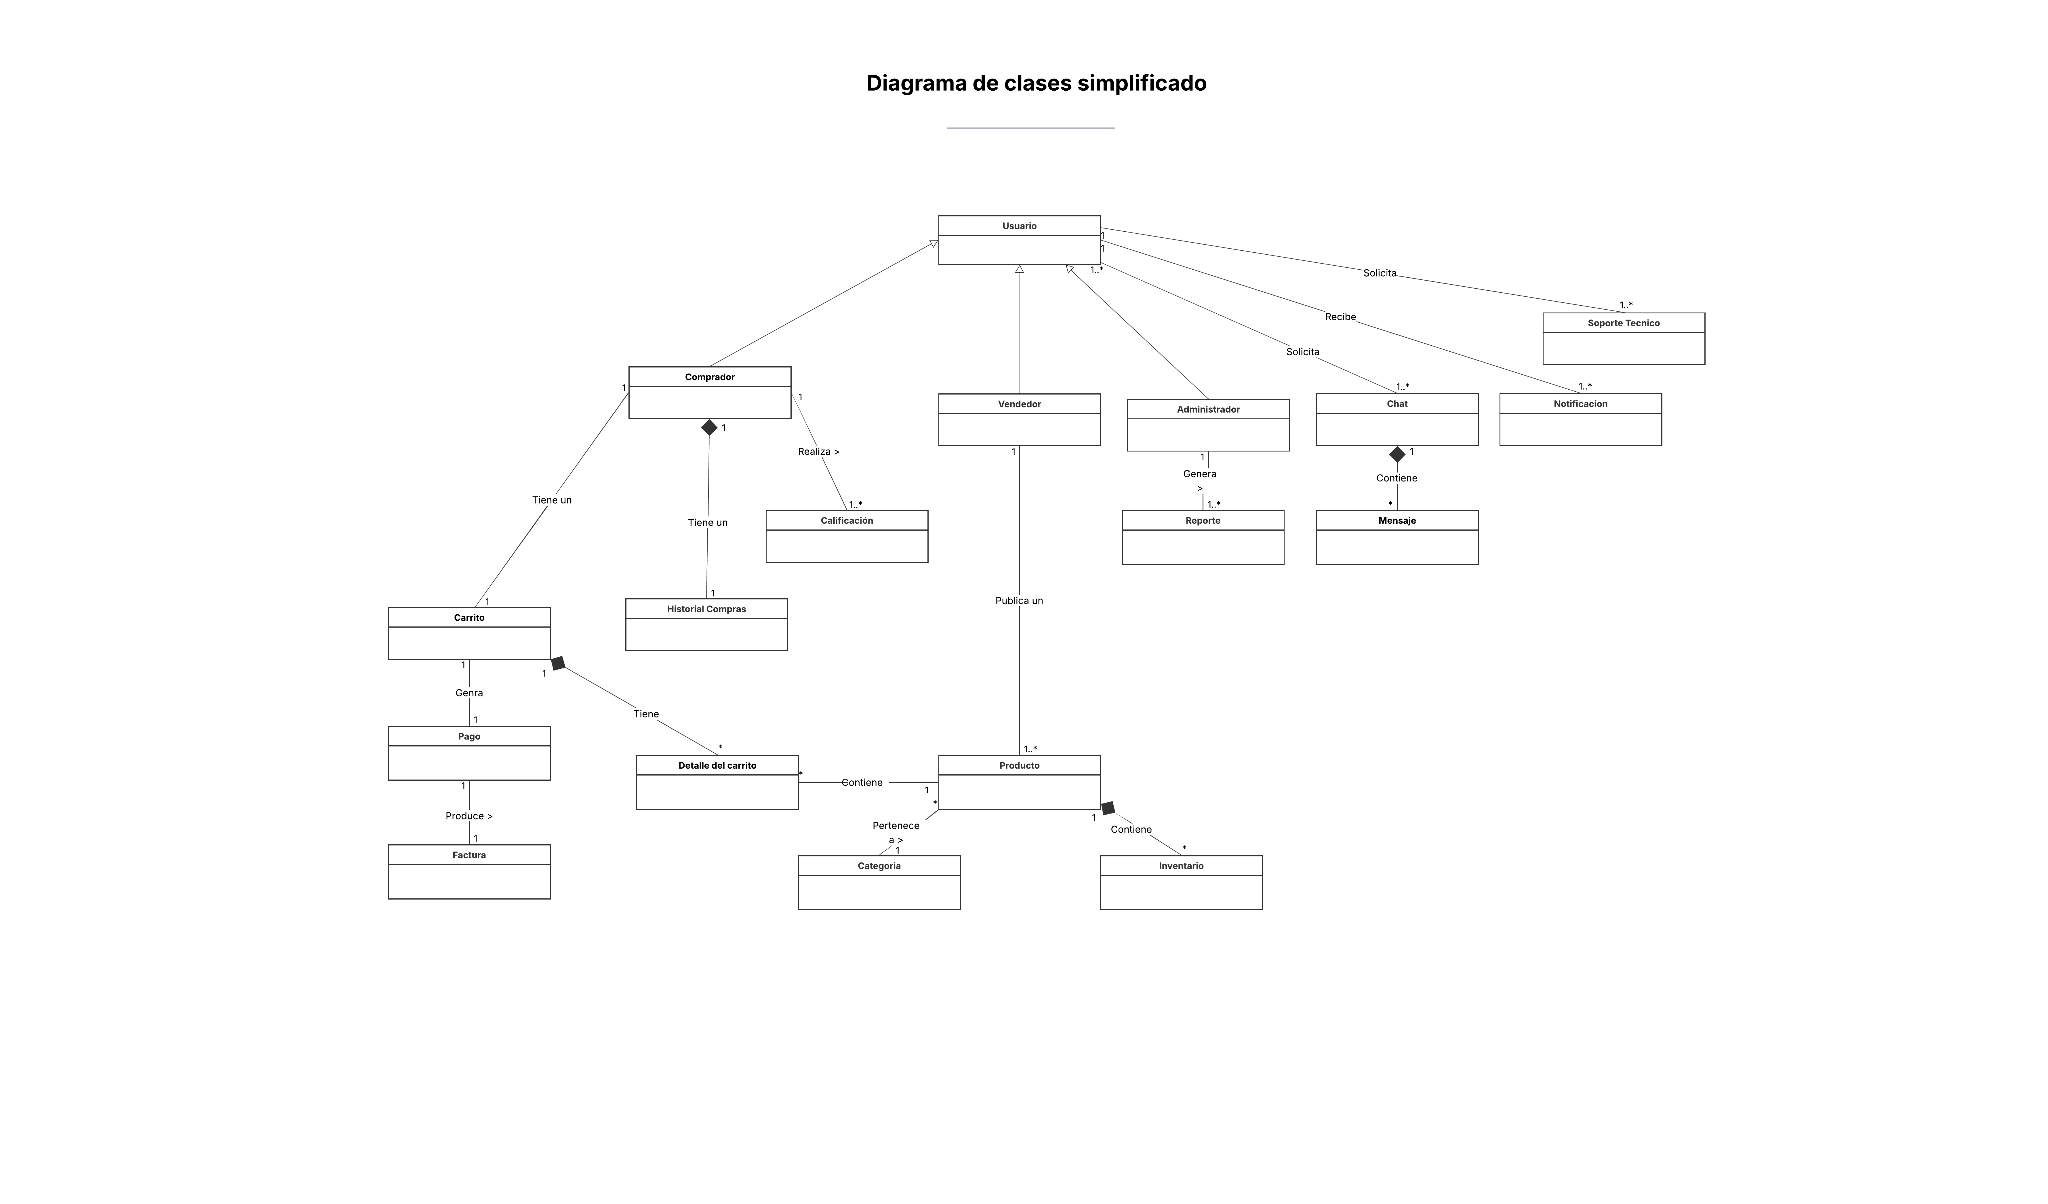 Diagrama de clases simplificado
Usuario
1
1
1..*
Solicita
1..*
Soporte Tecnico
Recibe
1..*
Notificacion
Solicita
1..*
Chat
1
Contiene
*
Mensaje
Comprador
1
1
1
Realiza >
1..*
Calificación
Tiene un
1
Historial Compras
Tiene un
1
Carrito
1
1
Genra
1
Pago
1
Produce >
1
Factura
Tiene
*
Detalle del carrito
*
Contiene
1
Vendedor
1
Publica un
1..*
Producto
*
Pertenece
a >
1
Categoria
1
Contiene
*
Inventario
Administrador
1
Genera
>
1..*
Reporte